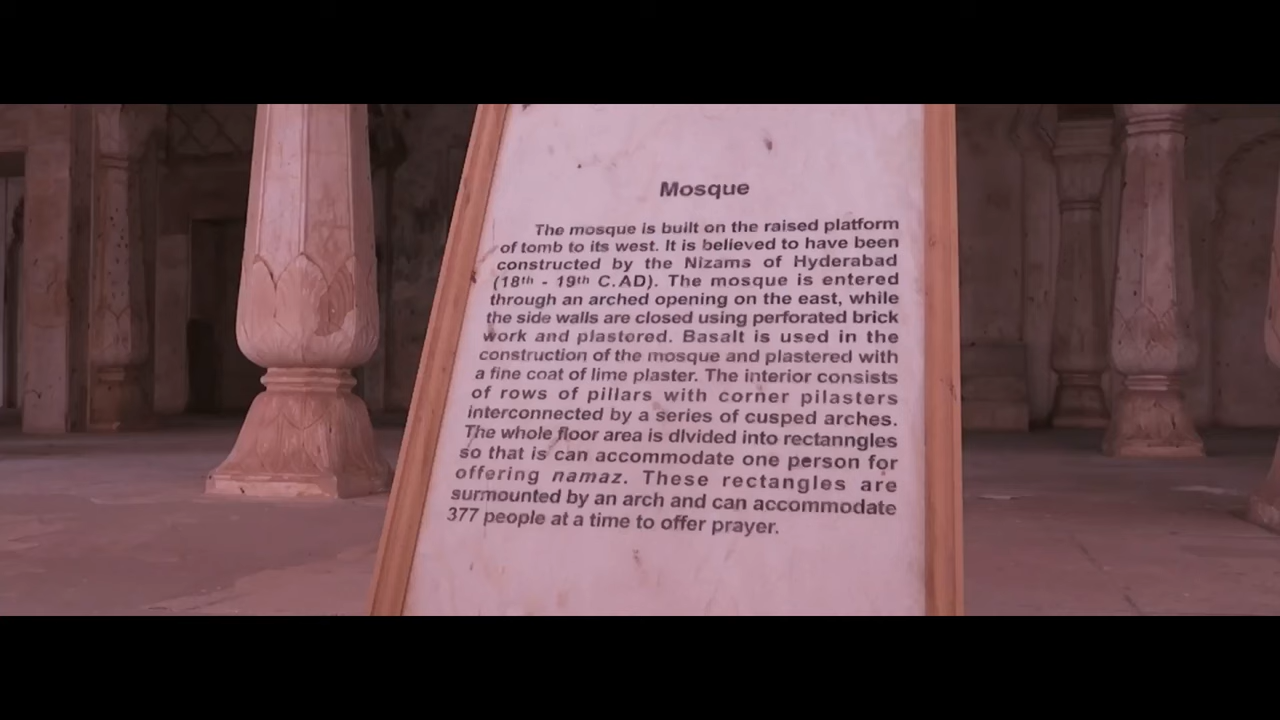 Mosque
The mosque is built on the raised platform
of tomb to its west. It is believed to have been
constructed by the Nizams of Hyderabad
(18th - 19th C.AD). The mosque is entered
through an arched opening on the east, while
the side walls are closed using perforated brick
work and plastored. Basalt is used in the
construction of the mosque and plastered with
a fine coat of lime plaster. The interior consists
of rows of pillars with corner pilasters
interconnected by a series of cusped arches.
The whole floor area is divided into rectanngles
so that is can accommodate one person for
offering namaz. These rectangles are
surmounted by an arch and can accommodate
377 people at a time to offer prayer.